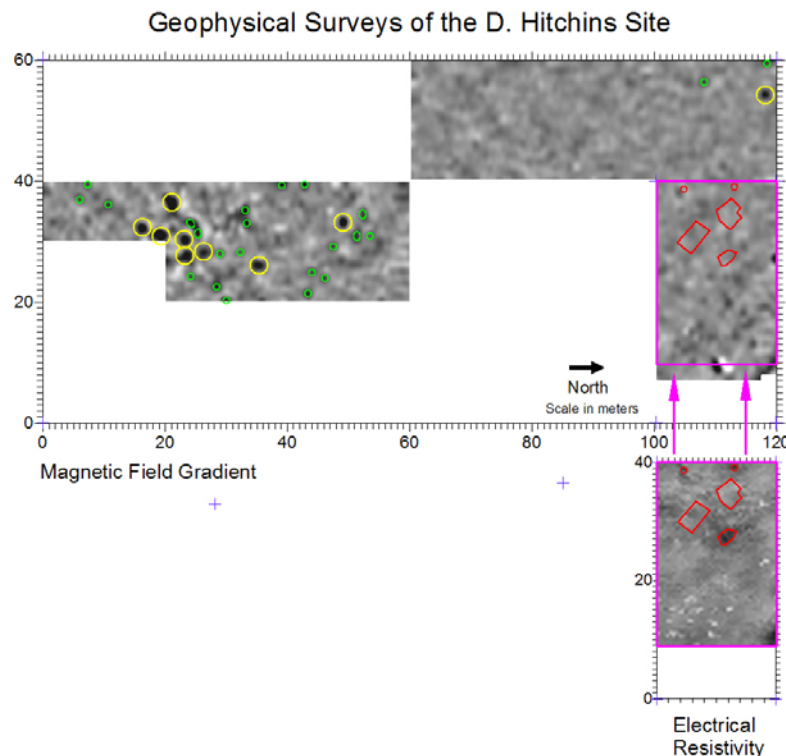 Geophysical Surveys of the D. Hitchins Site
60
40
20
0
0
20
40
60
80
100
120
North
Scale in meters
Magnetic Field Gradient
40
20
0
Electrical
Resistivity